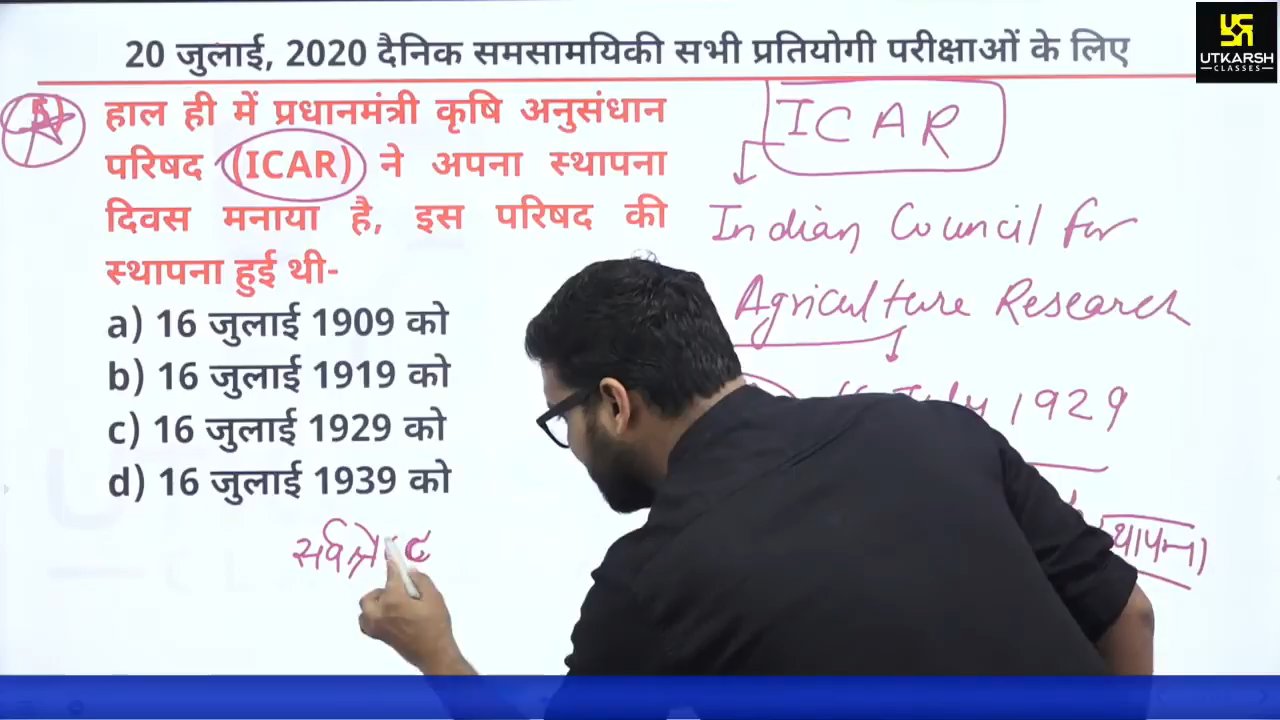 20 जुलाई, 2020 दैनिक समसामयिकी सभी प्रतियोगी परीक्षाओं के लिए
UTKARSH
CLASSES
हाल ही में प्रधानमंत्री कृषि अनुसंधान
परिषद (ICAR) ने अपना स्थापना
दिवस मनाया है, इस परिषद की
स्थापना हुई थी-
a) 16 जुलाई 1909 को
b) 16 जुलाई 1919 को
c) 16 जुलाई 1929 को
d) 16 जुलाई 1939 को
ICAR
Indian Council for
Agriculture Research
July 1929